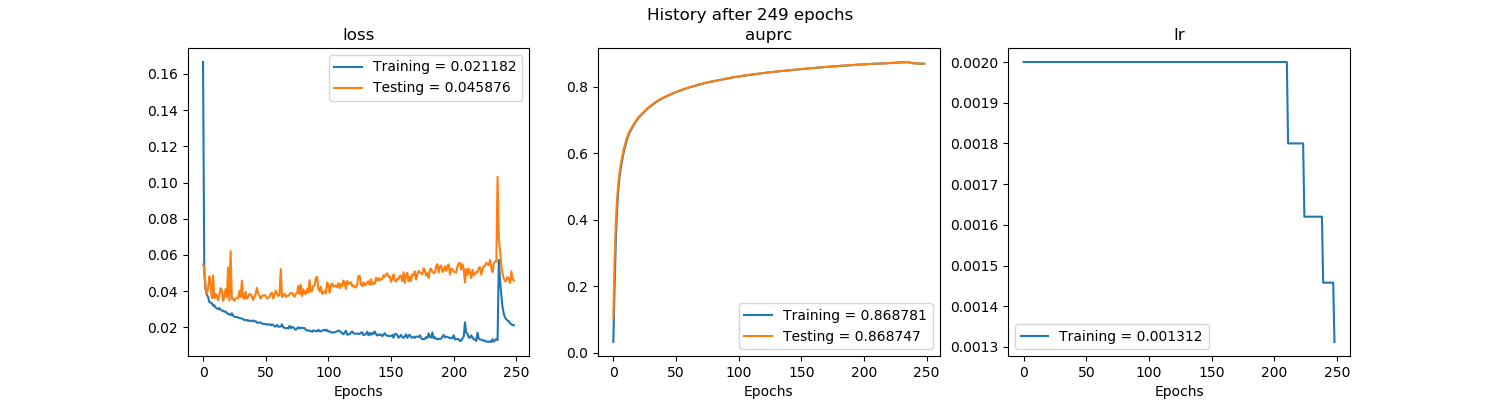 History after 249 epochs
loss
0.16
0.14
0.12
0.10
0.08
0.06
0.04
0.02
Training = 0.021182
Testing = 0.045876
0 50 100 150 200 250
Epochs
auprc
0.8
0.6
0.4
0.2
0.0
Training = 0.868781
Testing = 0.868747
0 50 100 150 200 250
Epochs
lr
0.0020
0.0019
0.0018
0.0017
0.0016
0.0015
0.0014
0.0013
Training = 0.001312
0 50 100 150 200 250
Epochs